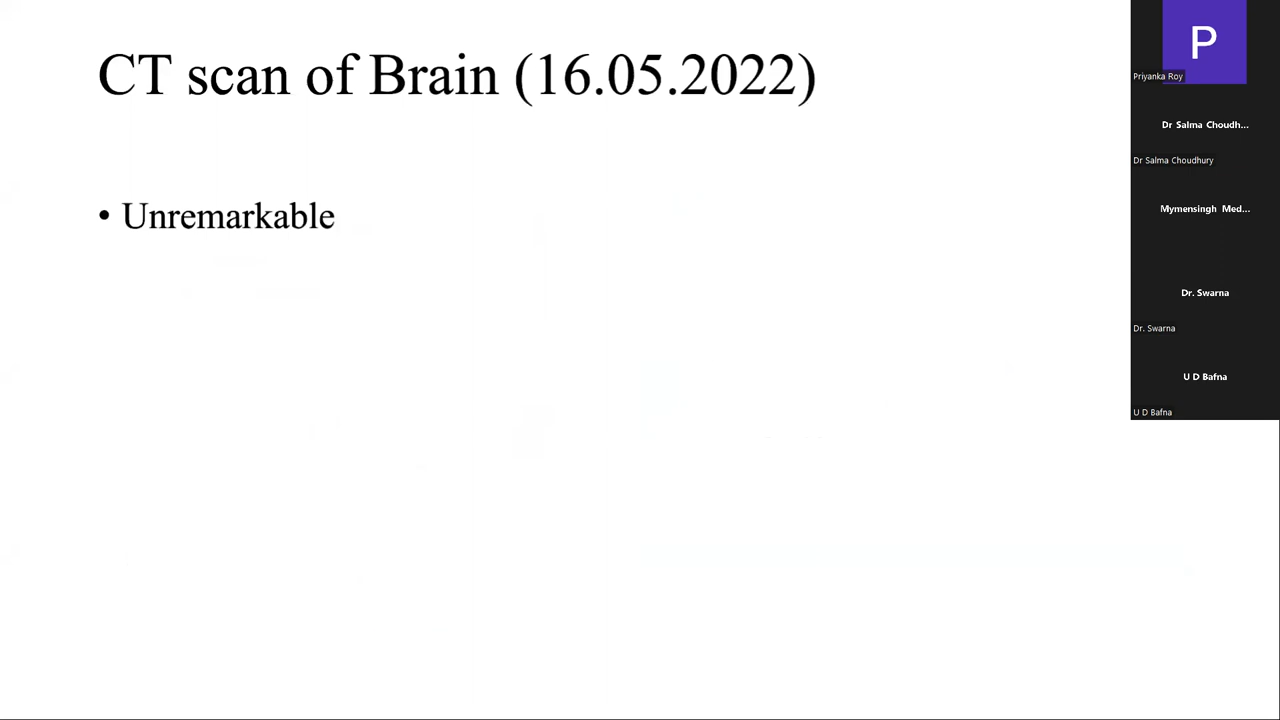 CT scan of Brain (16.05.2022)
• Unremarkable
P
Priyanka Roy
Dr Salma Choudh...
Dr Salma Choudhury
Mymensingh Med...
Dr. Swarna
Dr. Swarna
U D Bafna
U D Bafna